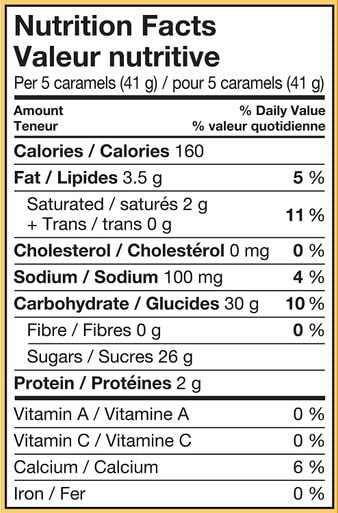 Nutrition Facts
Valeur nutritive
Per 5 caramels (41 g) / pour 5 caramels (41 g)
Amount % Daily Value
Teneur % valeur quotidienne
Calories / Calories 160
Fat / Lipides 3.5 g 5 %
Saturated / saturés 2 g
+ Trans / trans 0 g 11 %
Cholesterol / Cholestérol 0 mg 0 %
Sodium / Sodium 100 mg 4 %
Carbohydrate / Glucides 30 g 10 %
Fibre / Fibres 0 g 0 %
Sugars / Sucres 26 g
Protein / Protéines 2 g
Vitamin A / Vitamine A 0 %
Vitamin C / Vitamine C 0 %
Calcium / Calcium 6 %
Iron / Fer 0 %